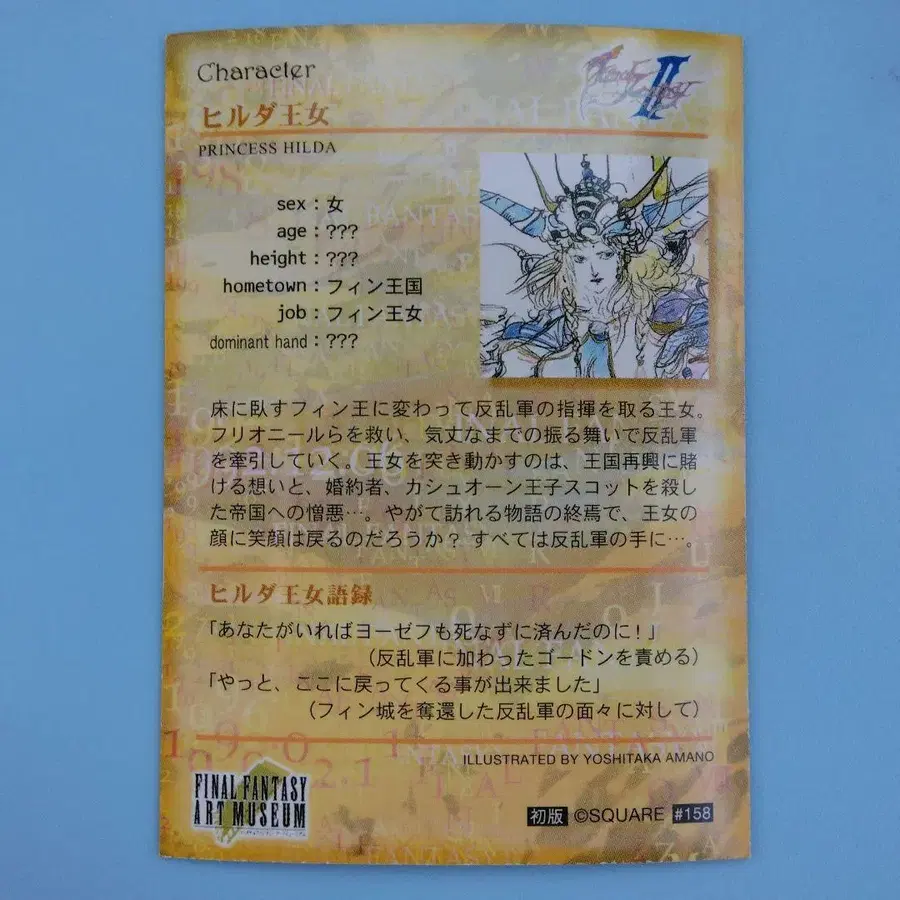 Character
FINAL FANTASY II
ヒルダ王女
PRINCESS HILDA
sex：女
age：???
height：???
hometown：フィン王国
job：フィン王女
dominant hand：???
床に臥すフィン王に変わって反乱軍の指揮を取る王女。
フリオニールらを救い、気丈なまでの振る舞いで反乱軍
を牽引していく。王女を突き動かすのは、王国再興に賭
ける想いと、婚約者、カシュオーン王子スコットを殺し
た帝国への憎悪…。やがて訪れる物語の終焉で、王女の
顔に笑顔は戻るのだろうか？ すべては反乱軍の手に…。
ヒルダ王女語録
「あなたがいればヨーゼフも死なずに済んだのに！」
（反乱軍に加わったゴードンを責める）
「やっと、ここに戻ってくる事が出来ました」
（フィン城を奪還した反乱軍の面々に対して）
ILLUSTRATED BY YOSHITAKA AMANO
FINAL FANTASY
ART MUSEUM
初版 ©SQUARE #158